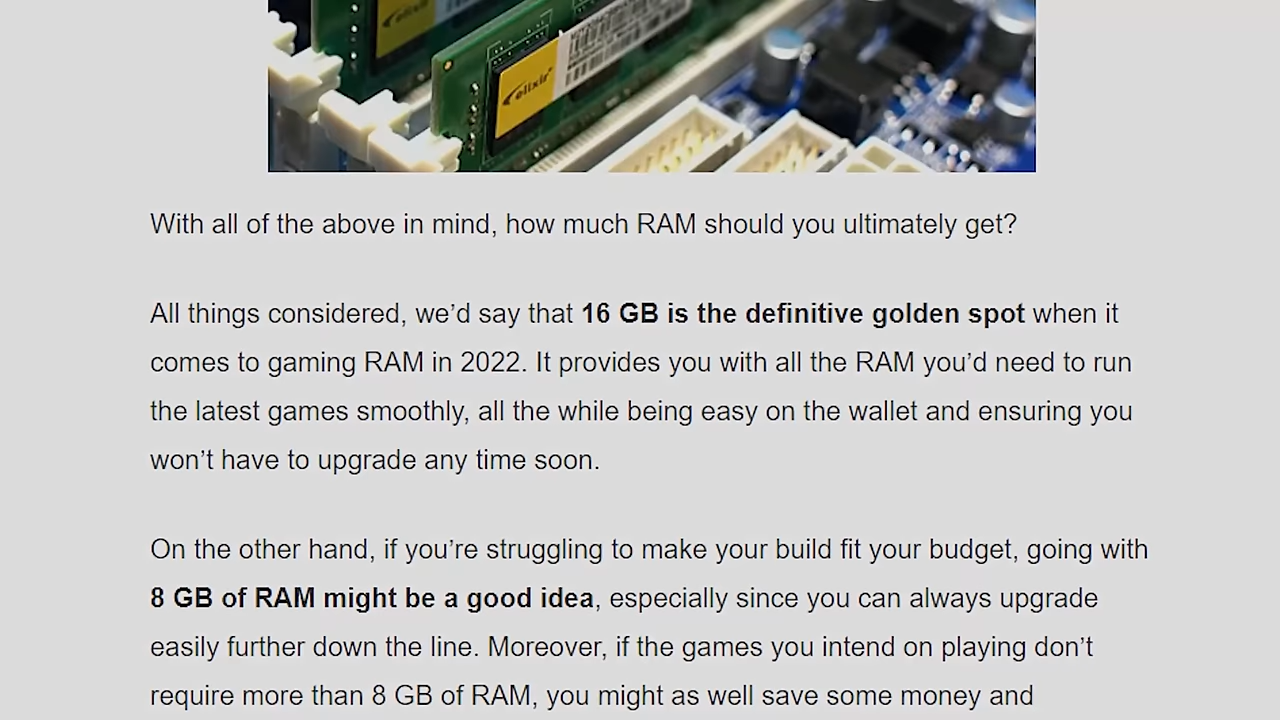 elixir
elixir
With all of the above in mind, how much RAM should you ultimately get?
All things considered, we’d say that 16 GB is the definitive golden spot when it
comes to gaming RAM in 2022. It provides you with all the RAM you’d need to run
the latest games smoothly, all the while being easy on the wallet and ensuring you
won’t have to upgrade any time soon.
On the other hand, if you’re struggling to make your build fit your budget, going with
8 GB of RAM might be a good idea, especially since you can always upgrade
easily further down the line. Moreover, if the games you intend on playing don’t
require more than 8 GB of RAM, you might as well save some money and